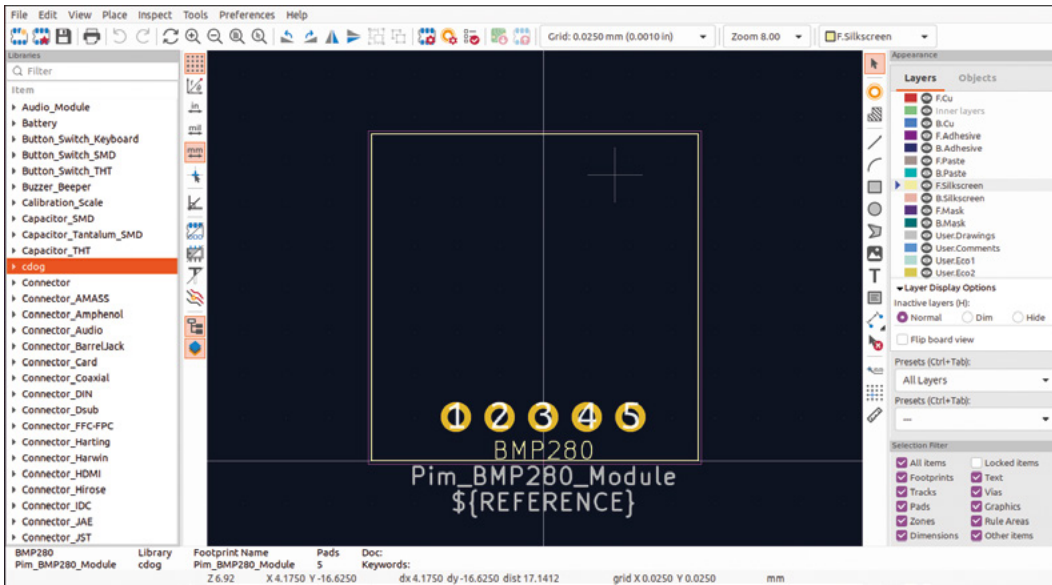 File Edit View Place Inspect Tools Preferences Help
Grid: 0.0250 mm (0.0010 in) Zoom 8.00 F.Silkscreen
Libraries
Filter
Item
Audio_Module
Battery
Button_Switch_Keyboard
Button_Switch_SMD
Button_Switch_THT
Buzzer_Beeper
Calibration_Scale
Capacitor_SMD
Capacitor_Tantalum_SMD
Capacitor_THT
cdog
Connector
Connector_AMASS
Connector_Amphenol
Connector_Audio
Connector_BarrelJack
Connector_Card
Connector_Coaxial
Connector_DIN
Connector_Dsub
Connector_FFC-FPC
Connector_Harting
Connector_Harwin
Connector_HDMI
Connector_Hirose
Connector_IDC
Connector_JAE
Connector_JST
in
mil
mm
1 2 3 4 5
BMP280
Pim_BMP280_Module
${REFERENCE}
T
Appearance
Layers Objects
F.Cu
Inner layers
B.Cu
F.Adhesive
B.Adhesive
F.Paste
B.Paste
F.Silkscreen
B.Silkscreen
F.Mask
B.Mask
User.Drawings
User.Comments
User.Eco1
User.Eco2
Layer Display Options
Inactive layers (H):
Normal Dim Hide
Flip board view
Presets (Ctrl+Tab):
All Layers
Presets (Ctrl+Tab):
---
Selection Filter
All items Locked items
Footprints Text
Tracks Vias
Pads Graphics
Zones Rule Areas
Dimensions Other items
BMP280 Library Footprint Name Pads Doc:
Pim_BMP280_Module cdog Pim_BMP280_Module 5 Keywords:
Z 6.92 X 4.1750 Y -16.6250 dx 4.1750 dy -16.6250 dist 17.1412 grid X 0.0250 Y 0.0250 mm